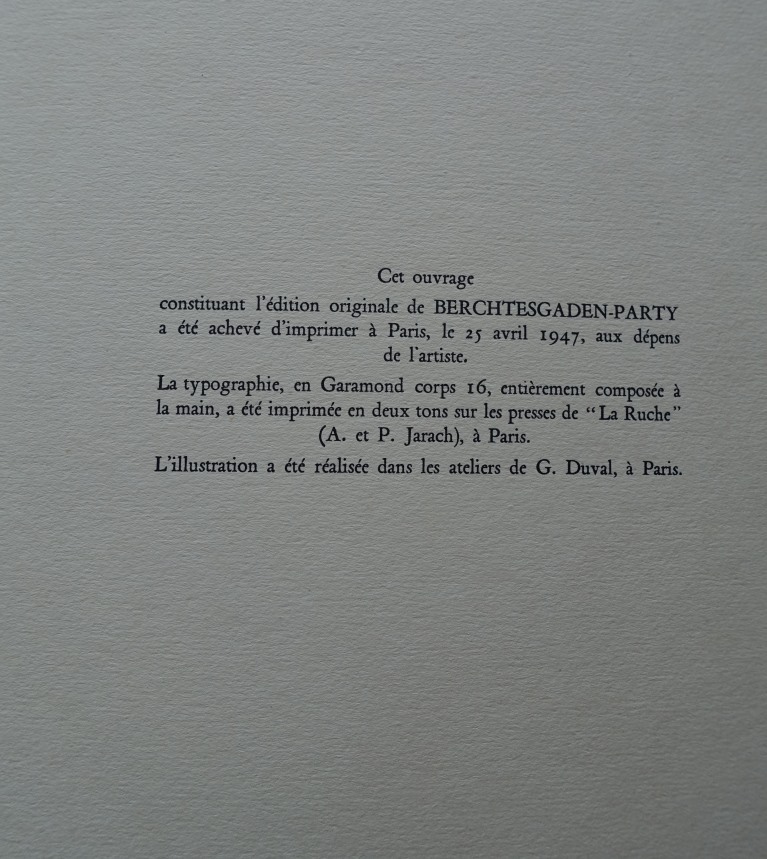 Cet ouvrage
constituant l'édition originale de BERCHTESGADEN-PARTY
a été achevé d'imprimer à Paris, le 25 avril 1947, aux dépens
de l'artiste.
La typographie, en Garamond corps 16, entièrement composée à
la main, a été imprimée en deux tons sur les presses de “La Ruche”
(A. et P. Jarach), à Paris.
L'illustration a été réalisée dans les ateliers de G. Duval, à Paris.